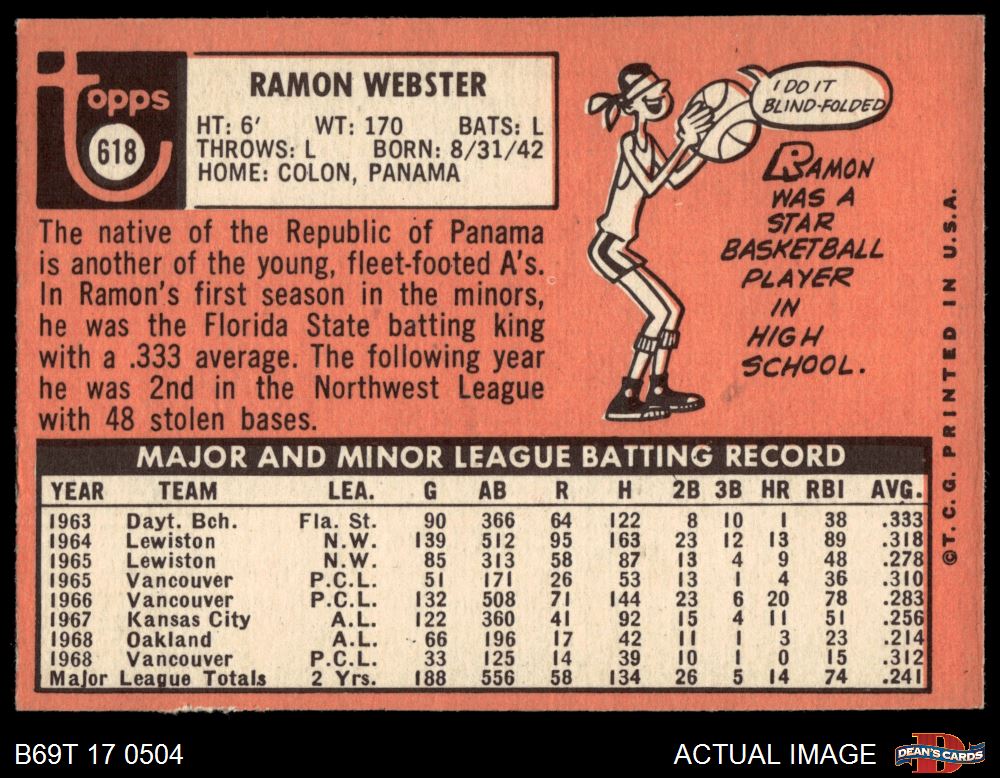 Topps
618
RAMON WEBSTER
HT: 6' WT: 170 BATS: L
THROWS: L BORN: 8/31/42
HOME: COLON, PANAMA
The native of the Republic of Panama
is another of the young, fleet-footed A's.
In Ramon's first season in the minors,
he was the Florida State batting king
with a .333 average. The following year
he was 2nd in the Northwest League
with 48 stolen bases.
I DO IT
BLIND-FOLDED
RAMON
WAS A
STAR
BASKETBALL
PLAYER
IN
HIGH
SCHOOL.
©T.C.G. PRINTED IN U.S.A.
MAJOR AND MINOR LEAGUE BATTING RECORD
YEAR TEAM LEA. G AB R H 2B 3B HR RBI AVG.
1963 Dayt. Bch. Fla. St. 90 366 64 122 8 10 1 38 .333
1964 Lewiston N.W. 139 512 95 163 23 12 13 89 .318
1965 Lewiston N.W. 85 313 58 87 13 4 9 48 .278
1965 Vancouver P.C.L. 51 171 26 53 13 1 4 36 .310
1966 Vancouver P.C.L. 132 508 71 144 23 6 20 78 .283
1967 Kansas City A.L. 122 360 41 92 15 4 11 51 .256
1968 Oakland A.L. 66 196 17 42 11 1 3 23 .214
1968 Vancouver P.C.L. 33 125 14 39 10 1 0 15 .312
Major League Totals 2 Yrs. 188 556 58 134 26 5 14 74 .241
B69T 17 0504
ACTUAL IMAGE
DEAN'S CARDS